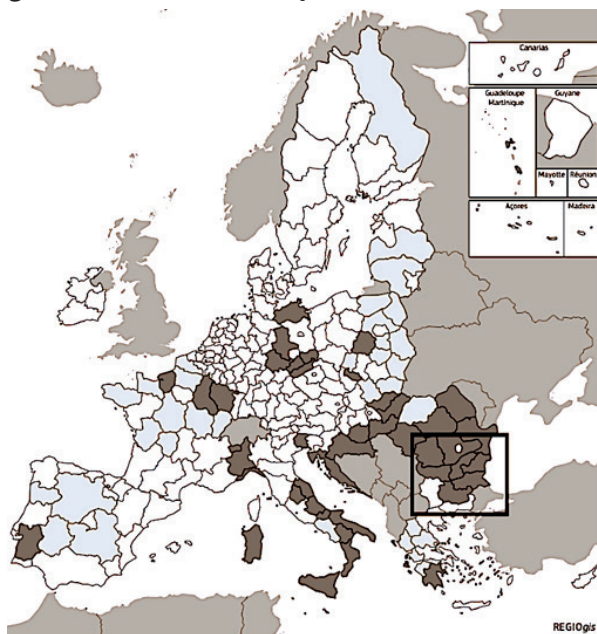 Canarias
Guadeloupe
Martinique
Guyane
Mayotte
Réunion
Açores
Madeira
REGIOgis